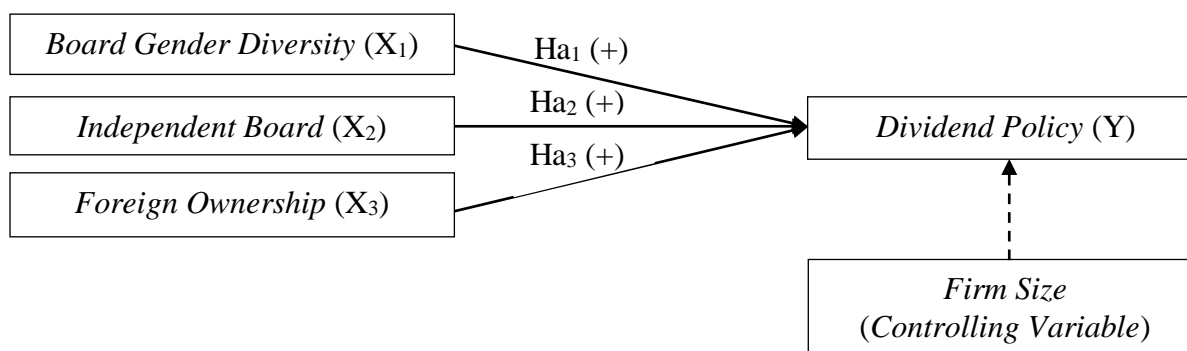 Board Gender Diversity (X₁)
Ha₁ (+)
Independent Board (X₂)
Ha₂ (+)
Dividend Policy (Y)
Foreign Ownership (X₃)
Ha₃ (+)
Firm Size
(Controlling Variable)